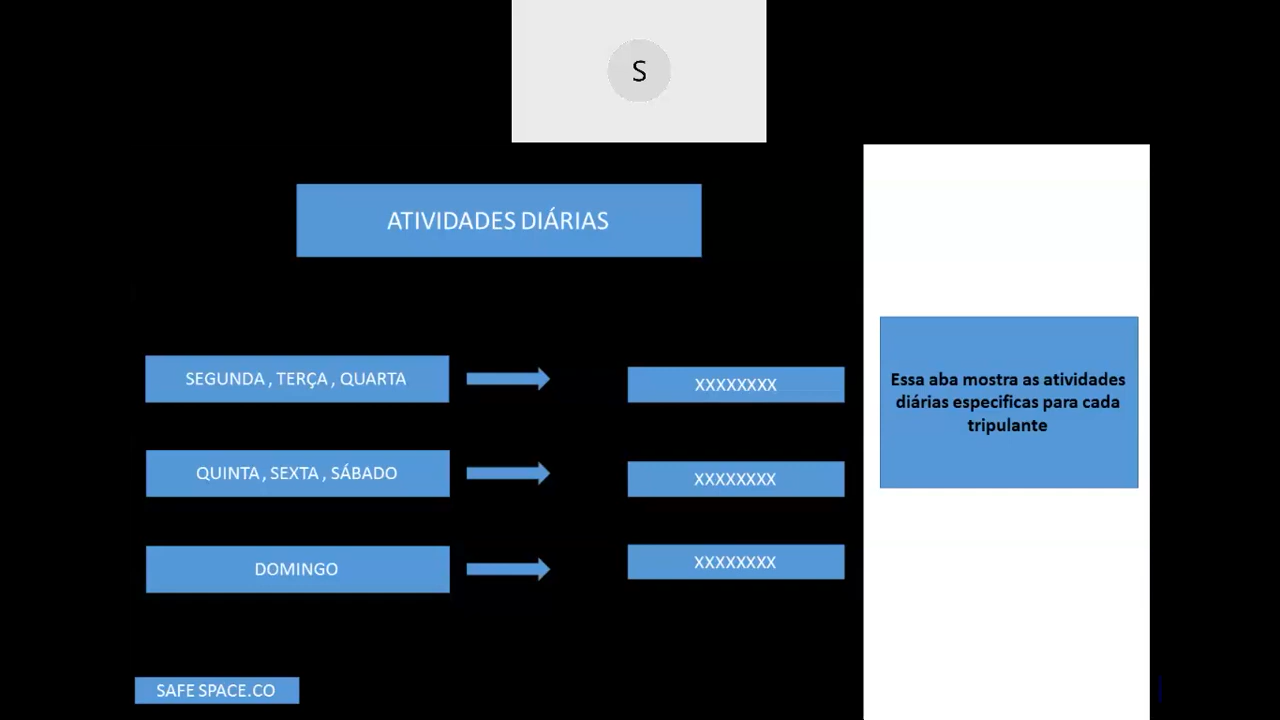 S
ATIVIDADES DIÁRIAS
SEGUNDA , TERÇA , QUARTA
XXXXXXXX
QUINTA , SEXTA , SÁBADO
XXXXXXXX
DOMINGO
XXXXXXXX
Essa aba mostra as atividades
diárias especificas para cada
tripulante
SAFE SPACE.CO